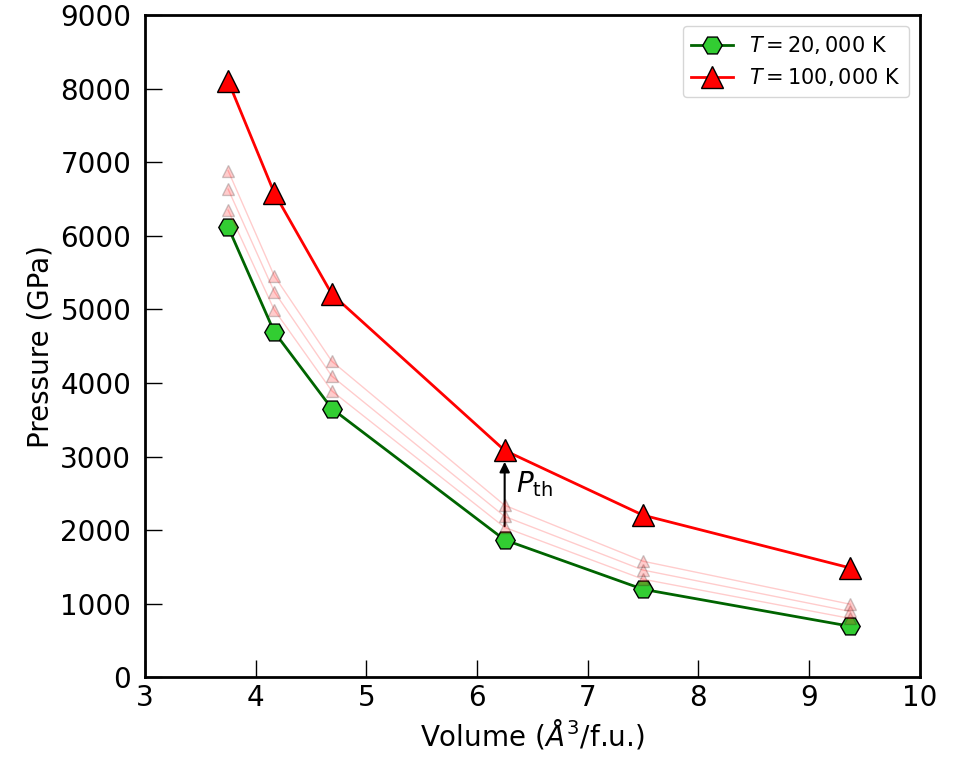 9000
8000
7000
6000
5000
4000
3000
2000
1000
0
Pressure (GPa)
T = 20,000 K
T = 100,000 K
P_th
3 4 5 6 7 8 9 10
Volume (Å³/f.u.)